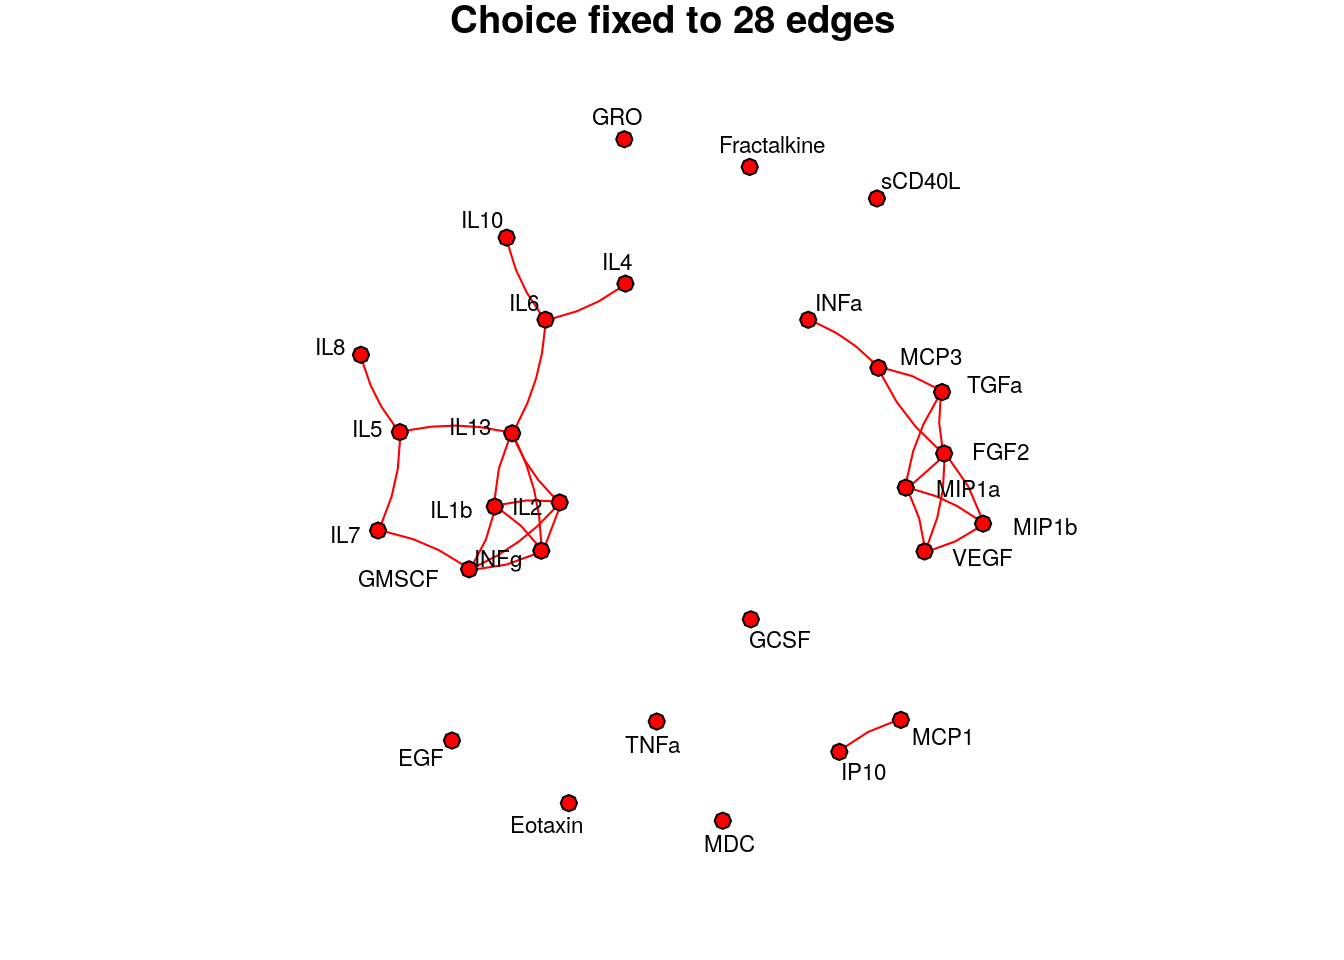 Choice fixed to 28 edges
GRO
Fractalkine
sCD40L
IL10
IL4
IL6
INFa
IL8
MCP3
TGFa
IL5
IL13
FGF2
MIP1a
IL1b
IL2
MIP1b
IL7
INFg
VEGF
GMSCF
GCSF
MCP1
TNFa
EGF
IP10
Eotaxin
MDC